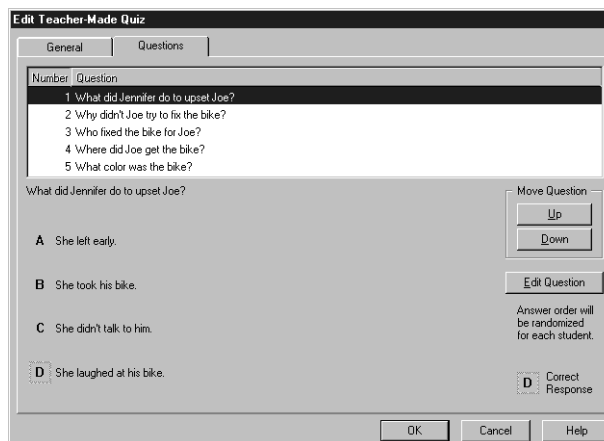 Edit Teacher-Made Quiz
General Questions
Number Question
1 What did Jennifer do to upset Joe?
2 Why didn't Joe try to fix the bike?
3 Who fixed the bike for Joe?
4 Where did Joe get the bike?
5 What color was the bike?
What did Jennifer do to upset Joe?
Move Question
Up
Down
A She left early.
B She took his bike.
C She didn't talk to him.
D She laughed at his bike.
Edit Question
Answer order will
be randomized
for each student.
D Correct
Response
OK Cancel Help